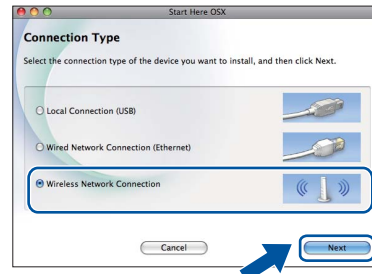 Start Here OSX
Connection Type
Select the connection type of the device you want to install, and then click Next.
Local Connection (USB)
Wired Network Connection (Ethernet)
Wireless Network Connection
Cancel
Next